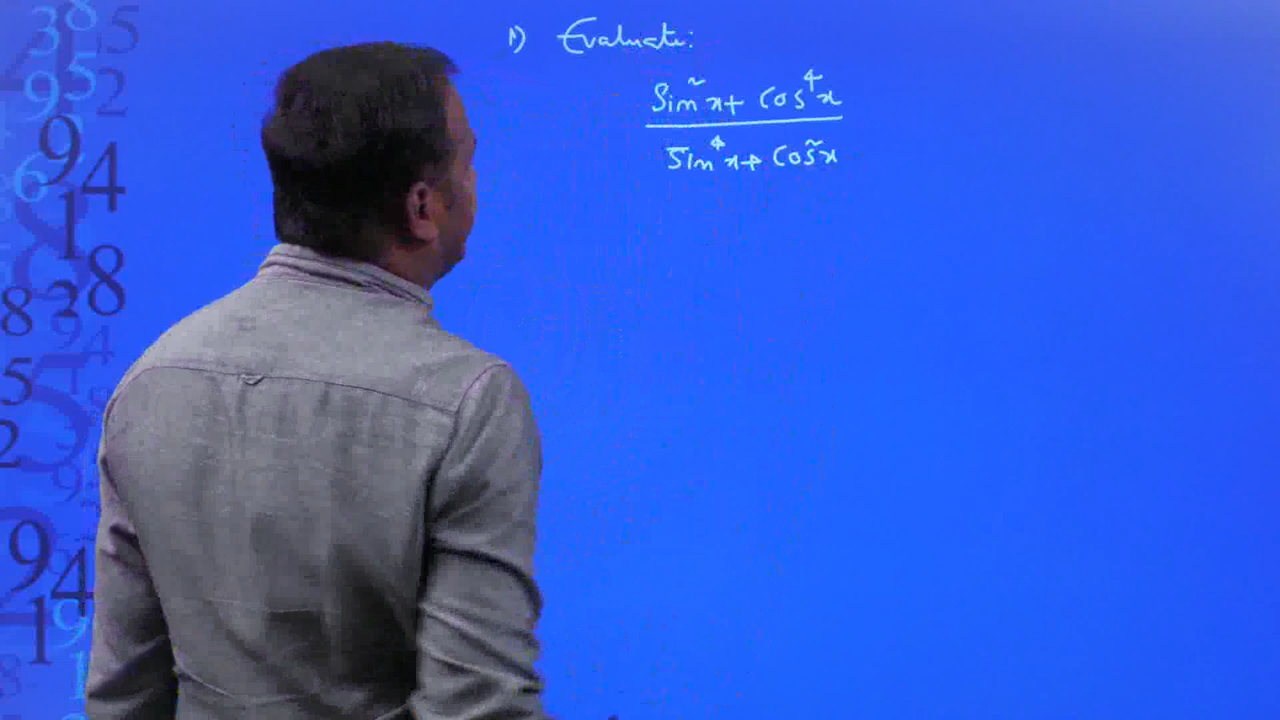 1) Evaluate:
Sin²x + Cos⁴x
Sin⁴x + Cos²x